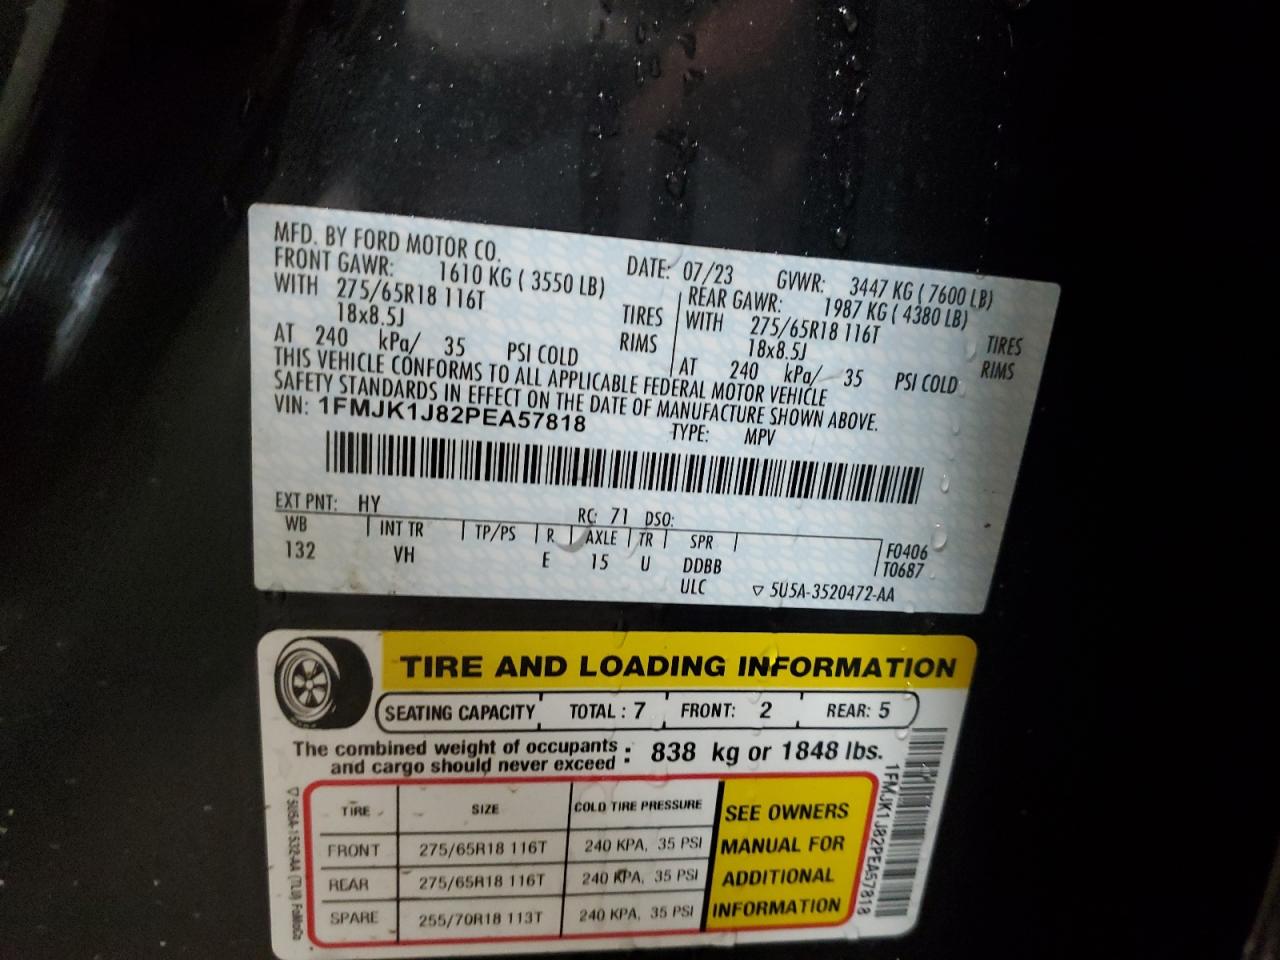 MFD. BY FORD MOTOR CO.
DATE: 07/23 GVWR: 3447 KG ( 7600 LB)
FRONT GAWR: 1610 KG ( 3550 LB)
WITH 275/65R18 116T TIRES
18x8.5J RIMS
AT 240 kPa/ 35 PSI COLD
REAR GAWR: 1987 KG ( 4380 LB)
WITH 275/65R18 116T TIRES
18x8.5J RIMS
AT 240 kPa/ 35 PSI COLD
THIS VEHICLE CONFORMS TO ALL APPLICABLE FEDERAL MOTOR VEHICLE
SAFETY STANDARDS IN EFFECT ON THE DATE OF MANUFACTURE SHOWN ABOVE.
VIN: 1FMJK1J82PEA57818 TYPE: MPV
EXT PNT: HY RC: 71 DSO:
WB INT TR TP/PS R AXLE TR SPR
132 VH E 15 U DDBB
ULC
F0406
T0687
▽ 5U5A-3520472-AA
TIRE AND LOADING INFORMATION
SEATING CAPACITY TOTAL : 7 FRONT: 2 REAR: 5
The combined weight of occupants and cargo should never exceed : 838 kg or 1848 lbs.
TIRE SIZE COLD TIRE PRESSURE
FRONT 275/65R18 116T 240 KPA, 35 PSI
REAR 275/65R18 116T 240 KPA, 35 PSI
SPARE 255/70R18 113T 240 KPA, 35 PSI
SEE OWNERS
MANUAL FOR
ADDITIONAL
INFORMATION
1FMJK1J82PEA57818
▽ 5U5A-1532-AA (TLU) FoMoCo